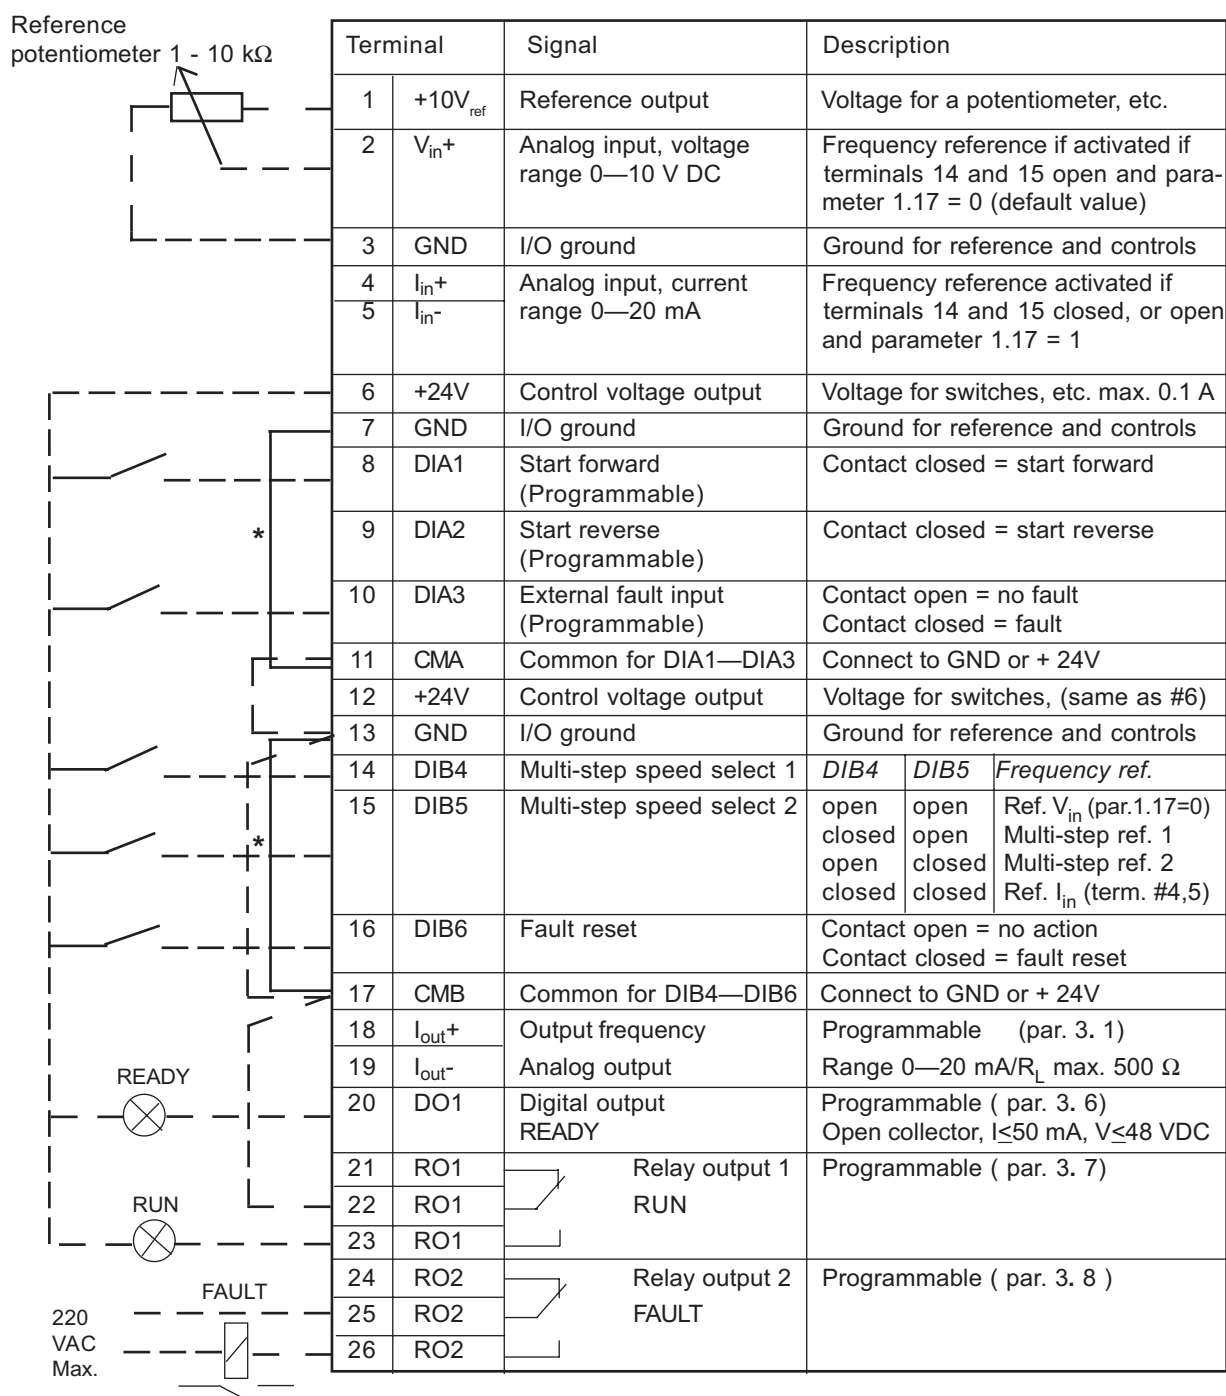 Reference
potentiometer 1 - 10 kΩ
Terminal Signal Description
1 +10Vref Reference output Voltage for a potentiometer, etc.
2 Vin+ Analog input, voltage Frequency reference if activated if
range 0—10 V DC terminals 14 and 15 open and para-
meter 1.17 = 0 (default value)
3 GND I/O ground Ground for reference and controls
4 Iin+ Analog input, current Frequency reference activated if
5 Iin- range 0—20 mA terminals 14 and 15 closed, or open
and parameter 1.17 = 1
6 +24V Control voltage output Voltage for switches, etc. max. 0.1 A
7 GND I/O ground Ground for reference and controls
8 DIA1 Start forward Contact closed = start forward
(Programmable)
* 9 DIA2 Start reverse Contact closed = start reverse
(Programmable)
10 DIA3 External fault input Contact open = no fault
(Programmable) Contact closed = fault
11 CMA Common for DIA1—DIA3 Connect to GND or + 24V
12 +24V Control voltage output Voltage for switches, (same as #6)
13 GND I/O ground Ground for reference and controls
14 DIB4 Multi-step speed select 1 DIB4 DIB5 Frequency ref.
15 DIB5 Multi-step speed select 2 open open Ref. Vin (par.1.17=0)
* closed open Multi-step ref. 1
open closed Multi-step ref. 2
closed closed Ref. Iin (term. #4,5)
16 DIB6 Fault reset Contact open = no action
Contact closed = fault reset
17 CMB Common for DIB4—DIB6 Connect to GND or + 24V
18 Iout+ Output frequency Programmable (par. 3. 1)
19 Iout- Analog output Range 0—20 mA/RL max. 500 Ω
READY
20 DO1 Digital output Programmable ( par. 3. 6)
READY Open collector, I≤50 mA, V≤48 VDC
21 RO1 Relay output 1 Programmable ( par. 3. 7)
RUN 22 RO1 RUN
23 RO1
24 RO2 Relay output 2 Programmable ( par. 3. 8 )
FAULT
220 25 RO2 FAULT
VAC 26 RO2
Max.